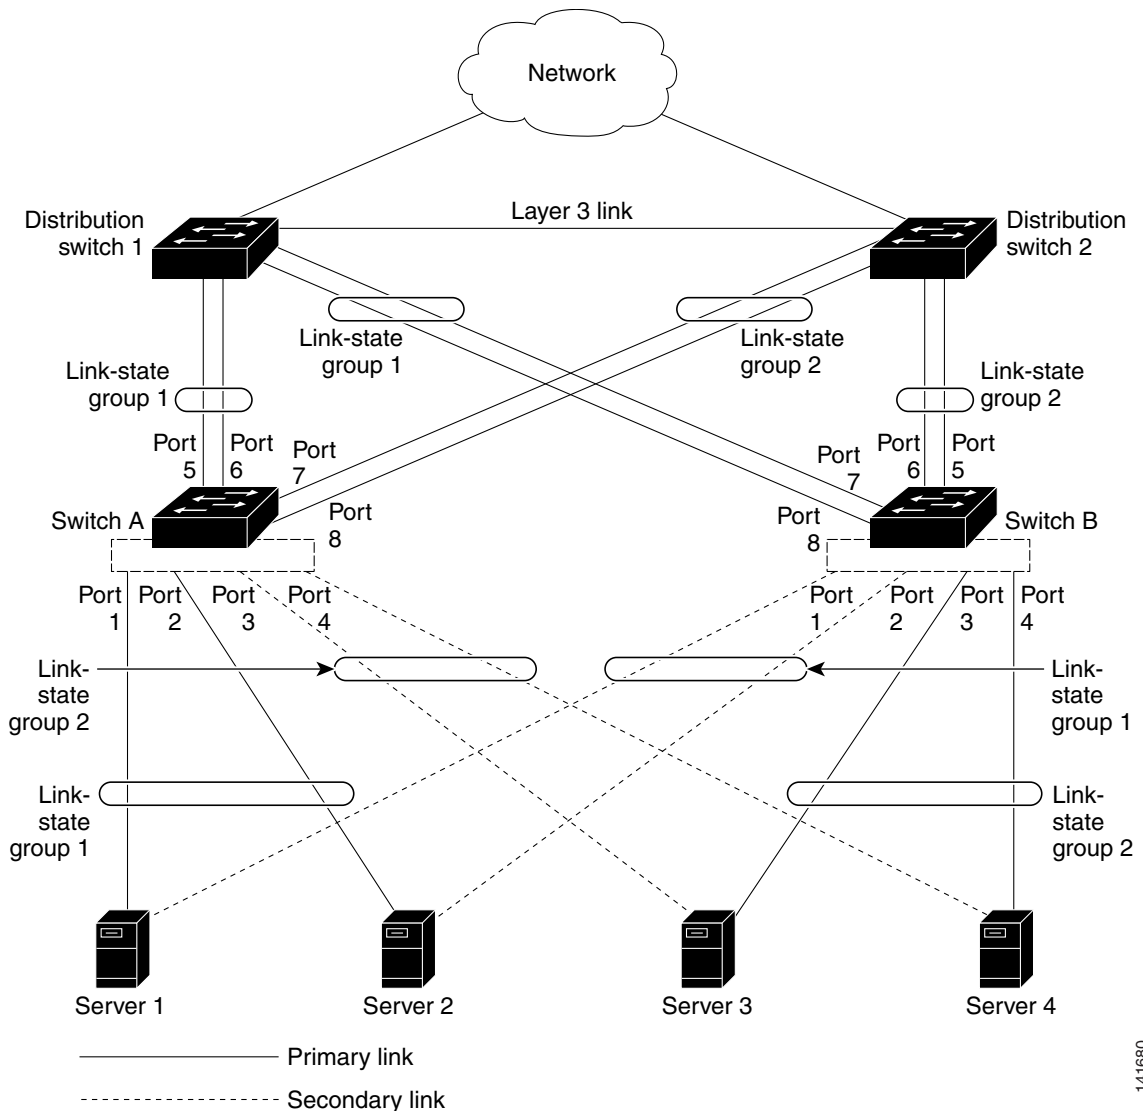 Network
Layer 3 link
Distribution
switch 1
Distribution
switch 2
Link-state
group 1
Link-state
group 2
Link-state
group 1
Link-state
group 2
Port
5
Port
6
Port
7
Port
8
Port
7
Port
6
Port
5
Port
8
Switch A
Switch B
Port
1
Port
2
Port
3
Port
4
Port
1
Port
2
Port
3
Port
4
Link-
state
group 2
Link-
state
group 1
Link-
state
group 1
Link-
state
group 2
Server 1
Server 2
Server 3
Server 4
Primary link
Secondary link
141680